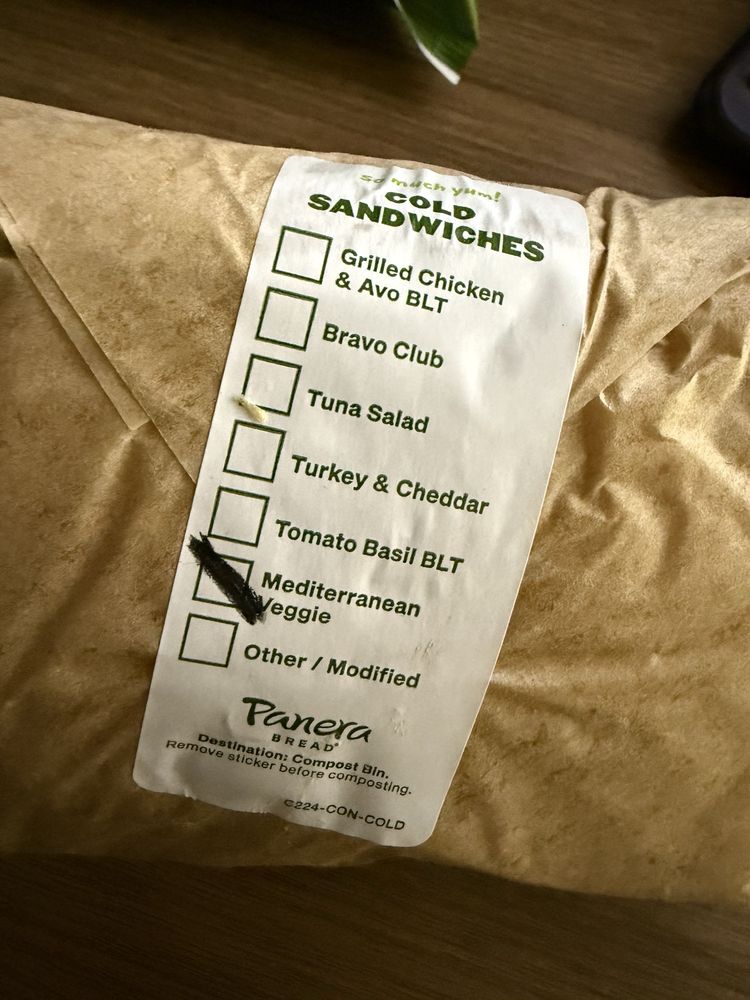 so much yum!
COLD
SANDWICHES
Grilled Chicken
& Avo BLT
Bravo Club
Tuna Salad
Turkey & Cheddar
Tomato Basil BLT
Mediterranean
Veggie
Other / Modified
Panera
BREAD®
Destination: Compost Bin.
Remove sticker before composting.
C224-CON-COLD